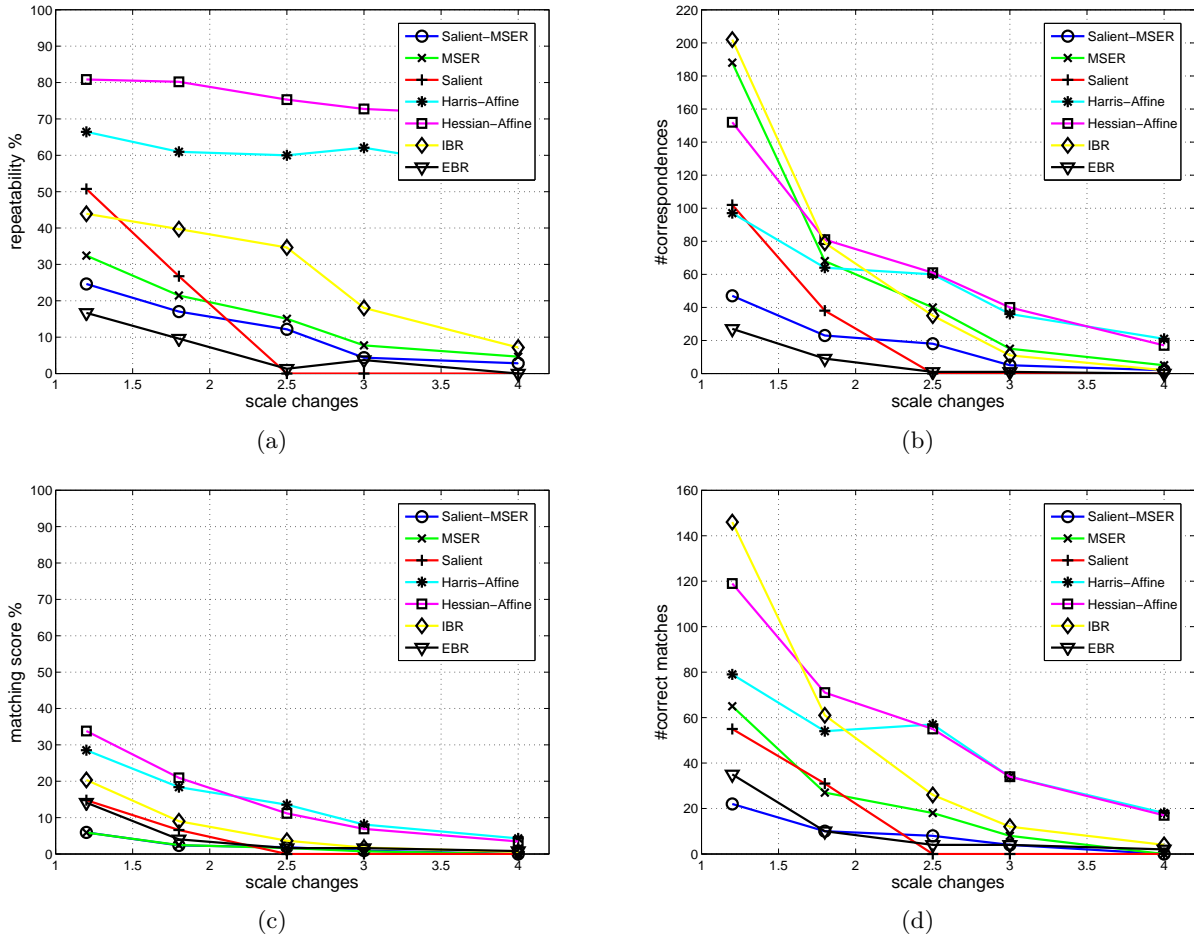 100
90
80
70
60
50
40
30
20
10
0
repeatability %
1
1.5
2
2.5
3
3.5
4
scale changes
Salient−MSER
MSER
Salient
Harris−Affine
Hessian−Affine
IBR
EBR
(a)
220
200
180
160
140
120
100
80
60
40
20
0
#correspondences
1
1.5
2
2.5
3
3.5
4
scale changes
Salient−MSER
MSER
Salient
Harris−Affine
Hessian−Affine
IBR
EBR
(b)
100
90
80
70
60
50
40
30
20
10
0
matching score %
1
1.5
2
2.5
3
3.5
4
scale changes
Salient−MSER
MSER
Salient
Harris−Affine
Hessian−Affine
IBR
EBR
(c)
160
140
120
100
80
60
40
20
0
#correct matches
1
1.5
2
2.5
3
3.5
4
scale changes
Salient−MSER
MSER
Salient
Harris−Affine
Hessian−Affine
IBR
EBR
(d)